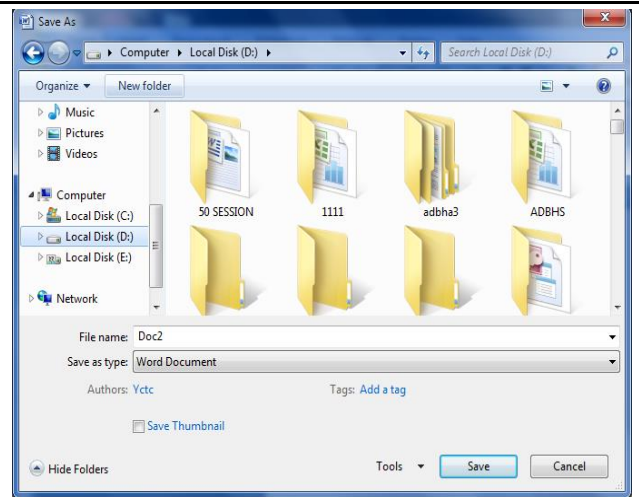 Save As
Computer Local Disk (D:)
Search Local Disk (D:)
Organize
New folder
Music
Pictures
Videos
Computer
Local Disk (C:)
Local Disk (D:)
Local Disk (E:)
Network
50 SESSION
1111
adbha3
ADBHS
File name: Doc2
Save as type: Word Document
Authors: Yctc
Tags: Add a tag
Save Thumbnail
Hide Folders
Tools
Save
Cancel